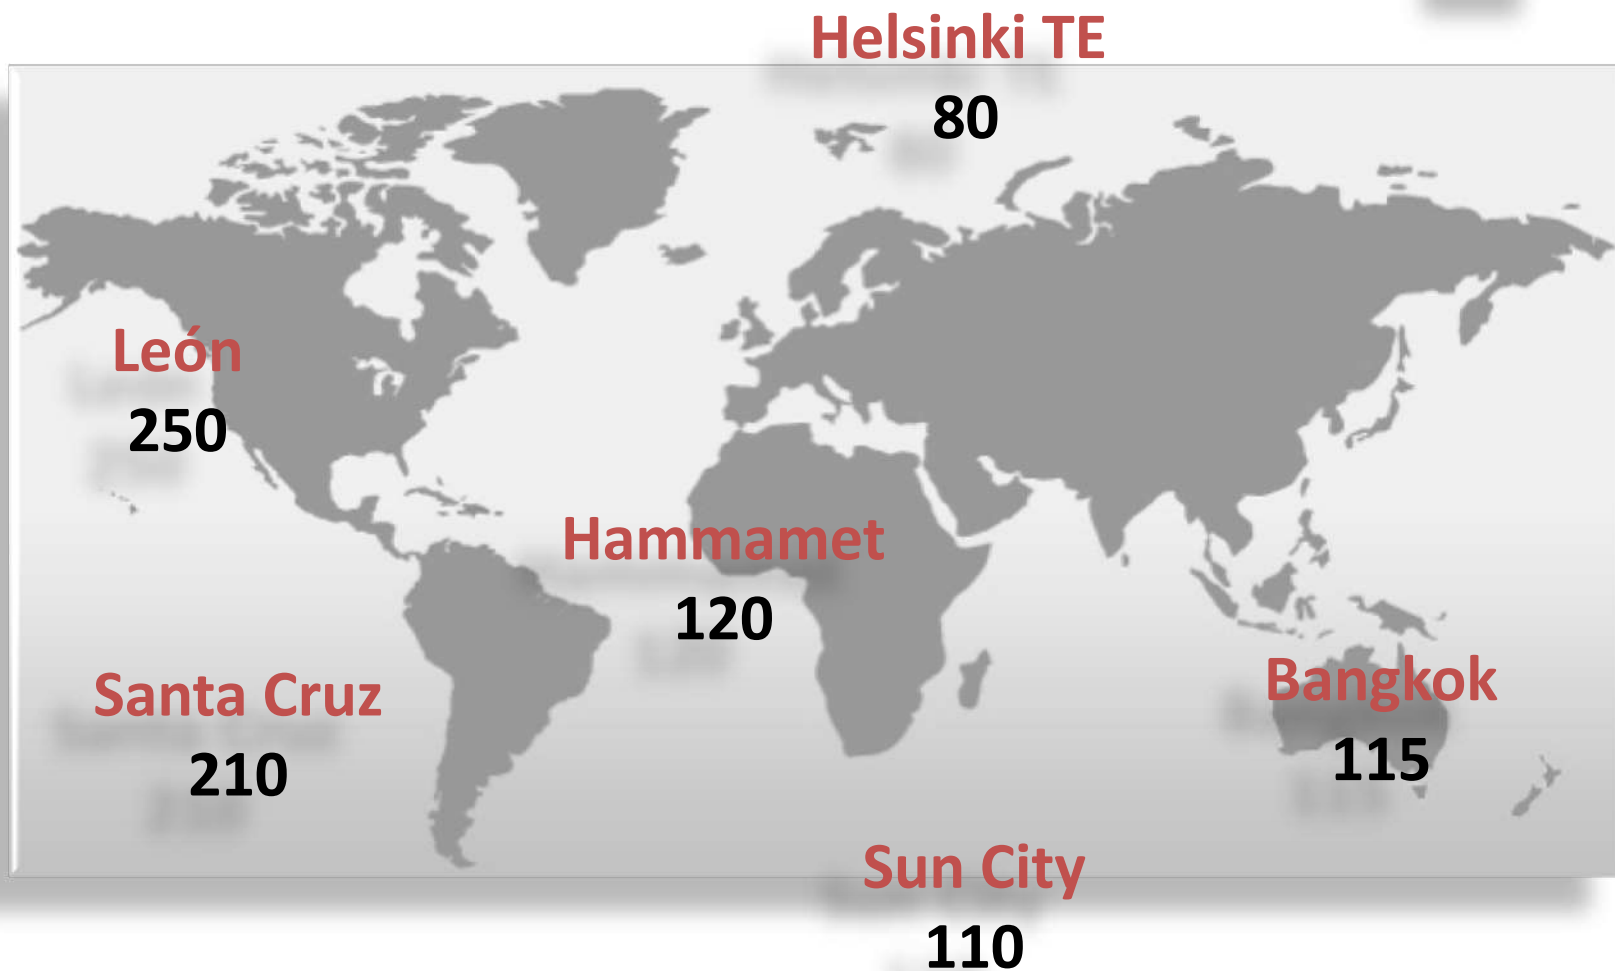 Helsinki TE
80
León
250
Hammamet
120
Santa Cruz
210
Bangkok
115
Sun City
110